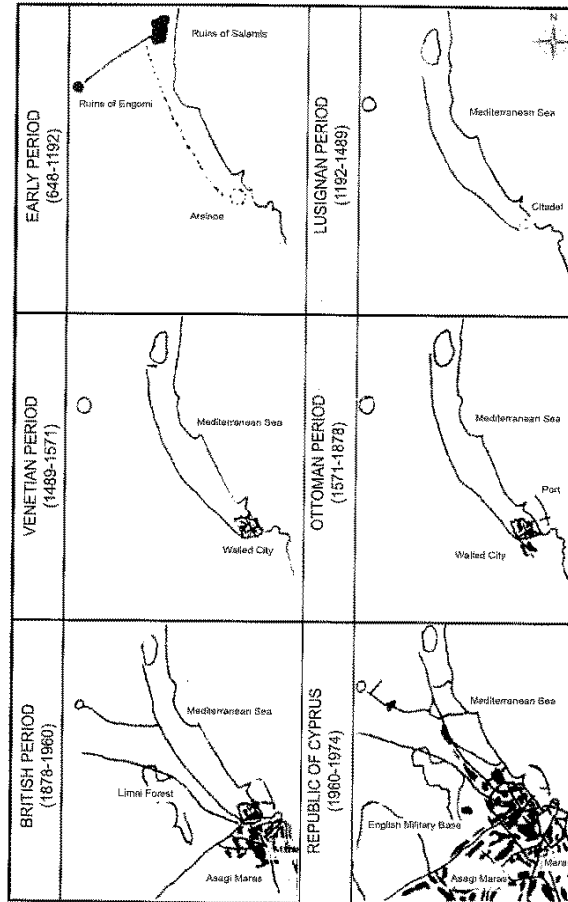 EARLY PERIOD
(648-1192)
Ruins of Salamis
Ruins of Engomi
Arsinoe
LUSIGNAN PERIOD
(1192-1489)
N
Mediterranean Sea
Citadel
VENETIAN PERIOD
(1489-1571)
Mediterranean Sea
Walled City
OTTOMAN PERIOD
(1571-1878)
Mediterranean Sea
Port
Walled City
BRITISH PERIOD
(1878-1960)
Mediterranean Sea
Limni Forest
Asagi Maras
REPUBLIC OF CYPRUS
(1960-1974)
Mediterranean Sea
English Military Base
Asagi Maras
Maras